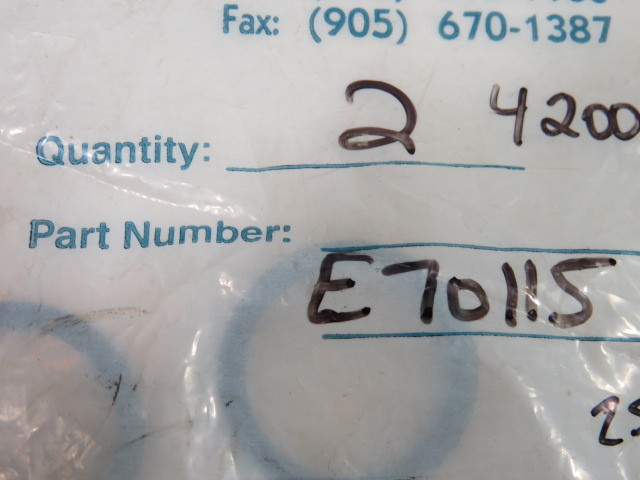 Fax: (905) 670-1387
Quantity: 2 4200
Part Number:
E70115